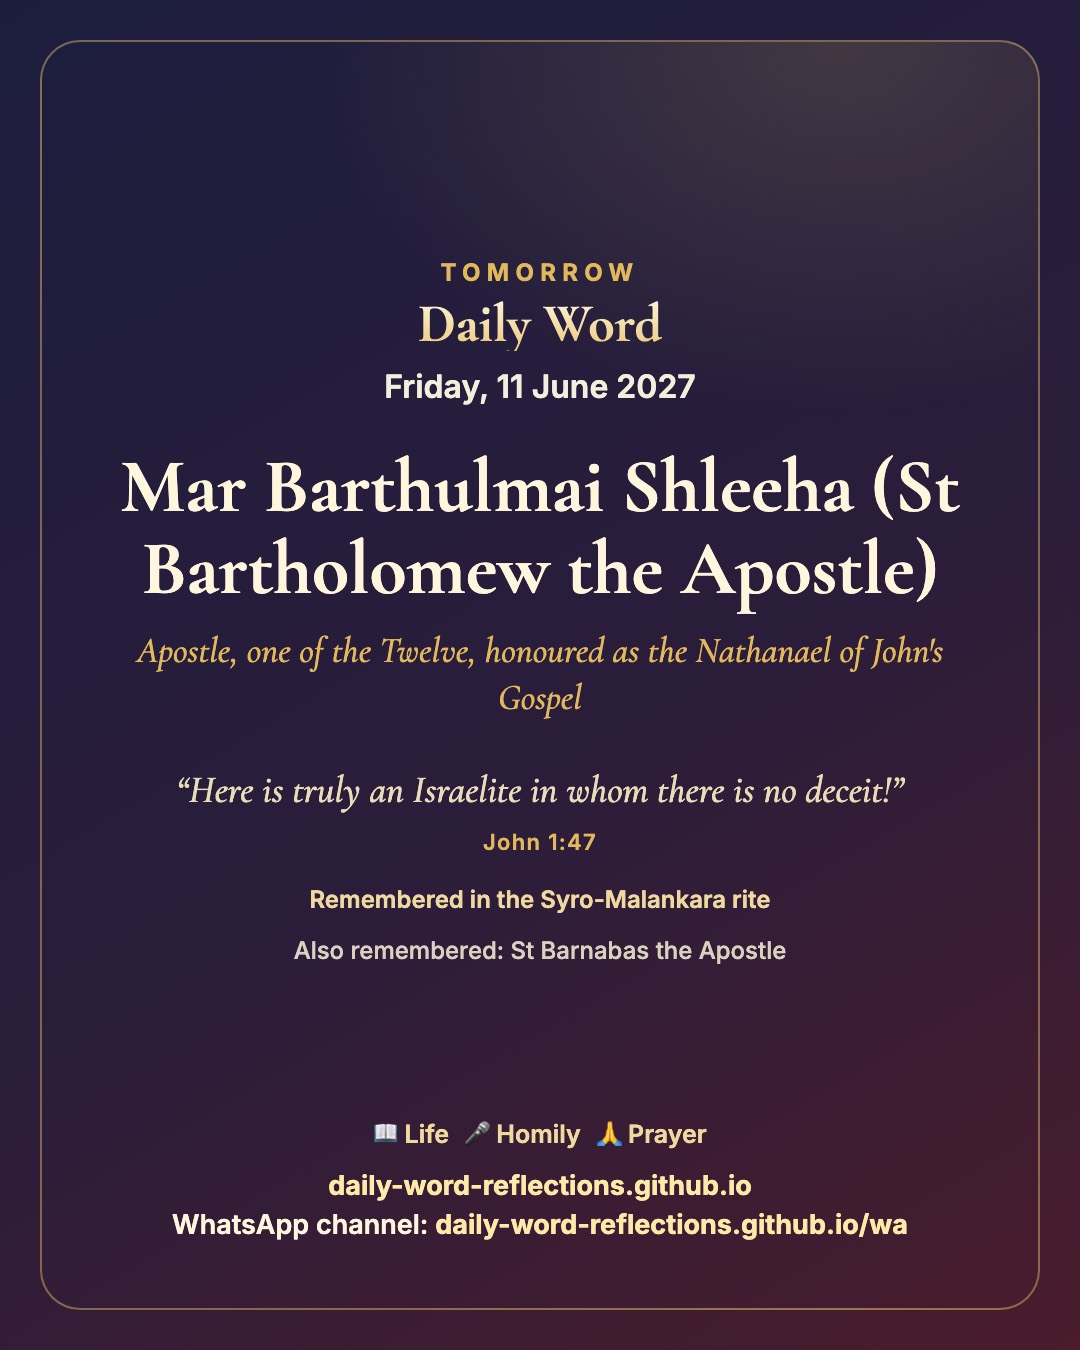 TOMORROW
Daily Word
Friday, 11 June 2027
Mar Barthulmai Shleeha (St
Bartholomew the Apostle)
Apostle, one of the Twelve, honoured as the Nathanael of John's
Gospel
“Here is truly an Israelite in whom there is no deceit!”
John 1:47
Remembered in the Syro-Malankara rite
Also remembered: St Barnabas the Apostle
📖 Life 🎤 Homily 🙏 Prayer
daily-word-reflections.github.io
WhatsApp channel: daily-word-reflections.github.io/wa